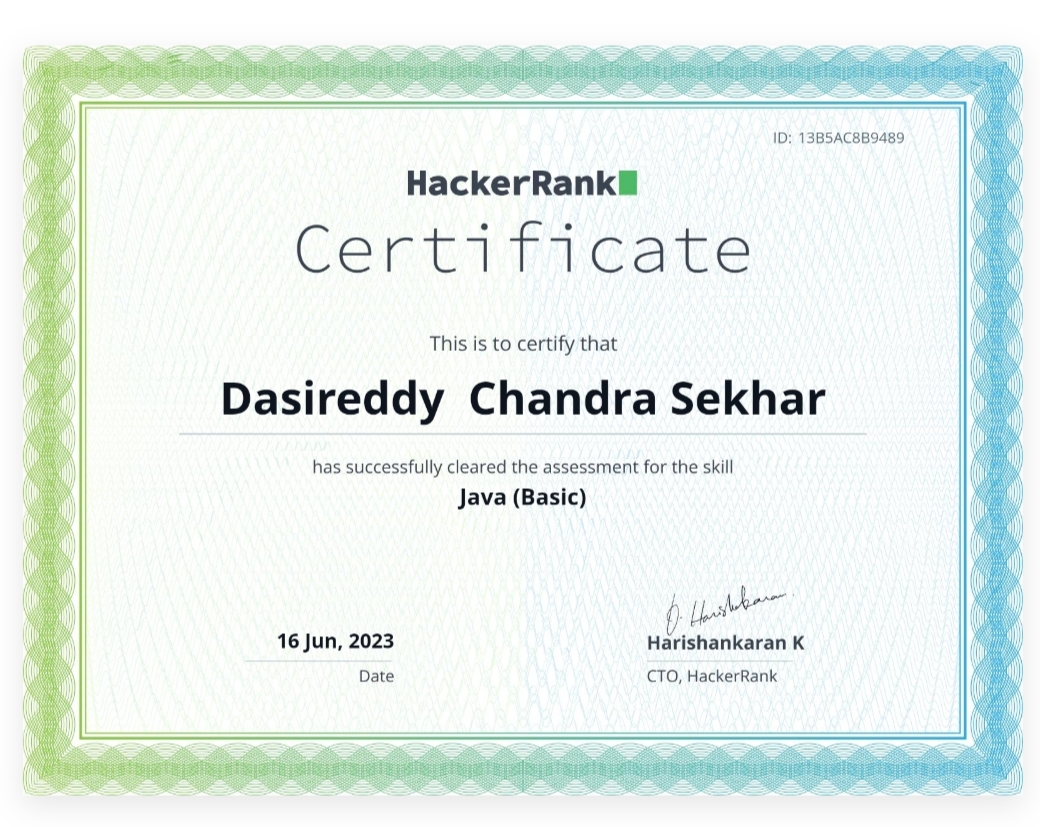 ID: 13B5AC8B9489
HackerRank
Certificate
This is to certify that
Dasireddy Chandra Sekhar
has successfully cleared the assessment for the skill
Java (Basic)
16 Jun, 2023
Date
Harishankaran K
CTO, HackerRank